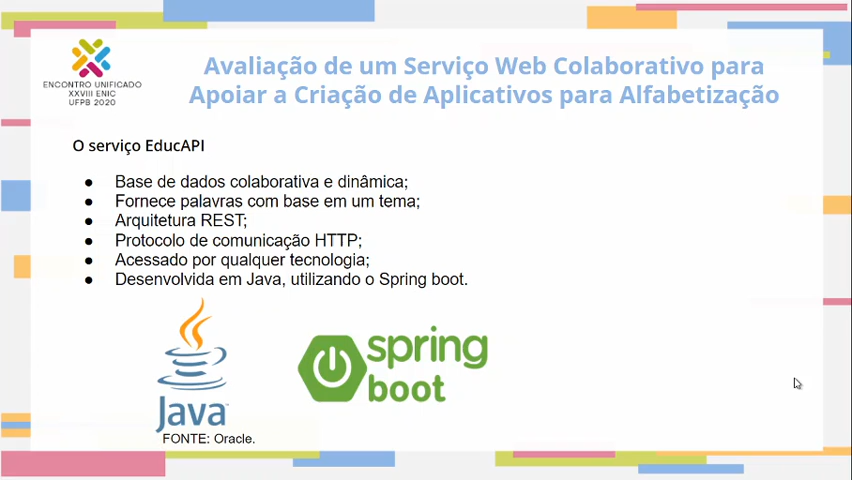 ENCONTRO UNIFICADO
XXVIII ENIC
UFPB 2020
Avaliação de um Serviço Web Colaborativo para
Apoiar a Criação de Aplicativos para Alfabetização
O serviço EducAPI
● Base de dados colaborativa e dinâmica;
● Fornece palavras com base em um tema;
● Arquitetura REST;
● Protocolo de comunicação HTTP;
● Acessado por qualquer tecnologia;
● Desenvolvida em Java, utilizando o Spring boot.
Java™
spring
boot
FONTE: Oracle.